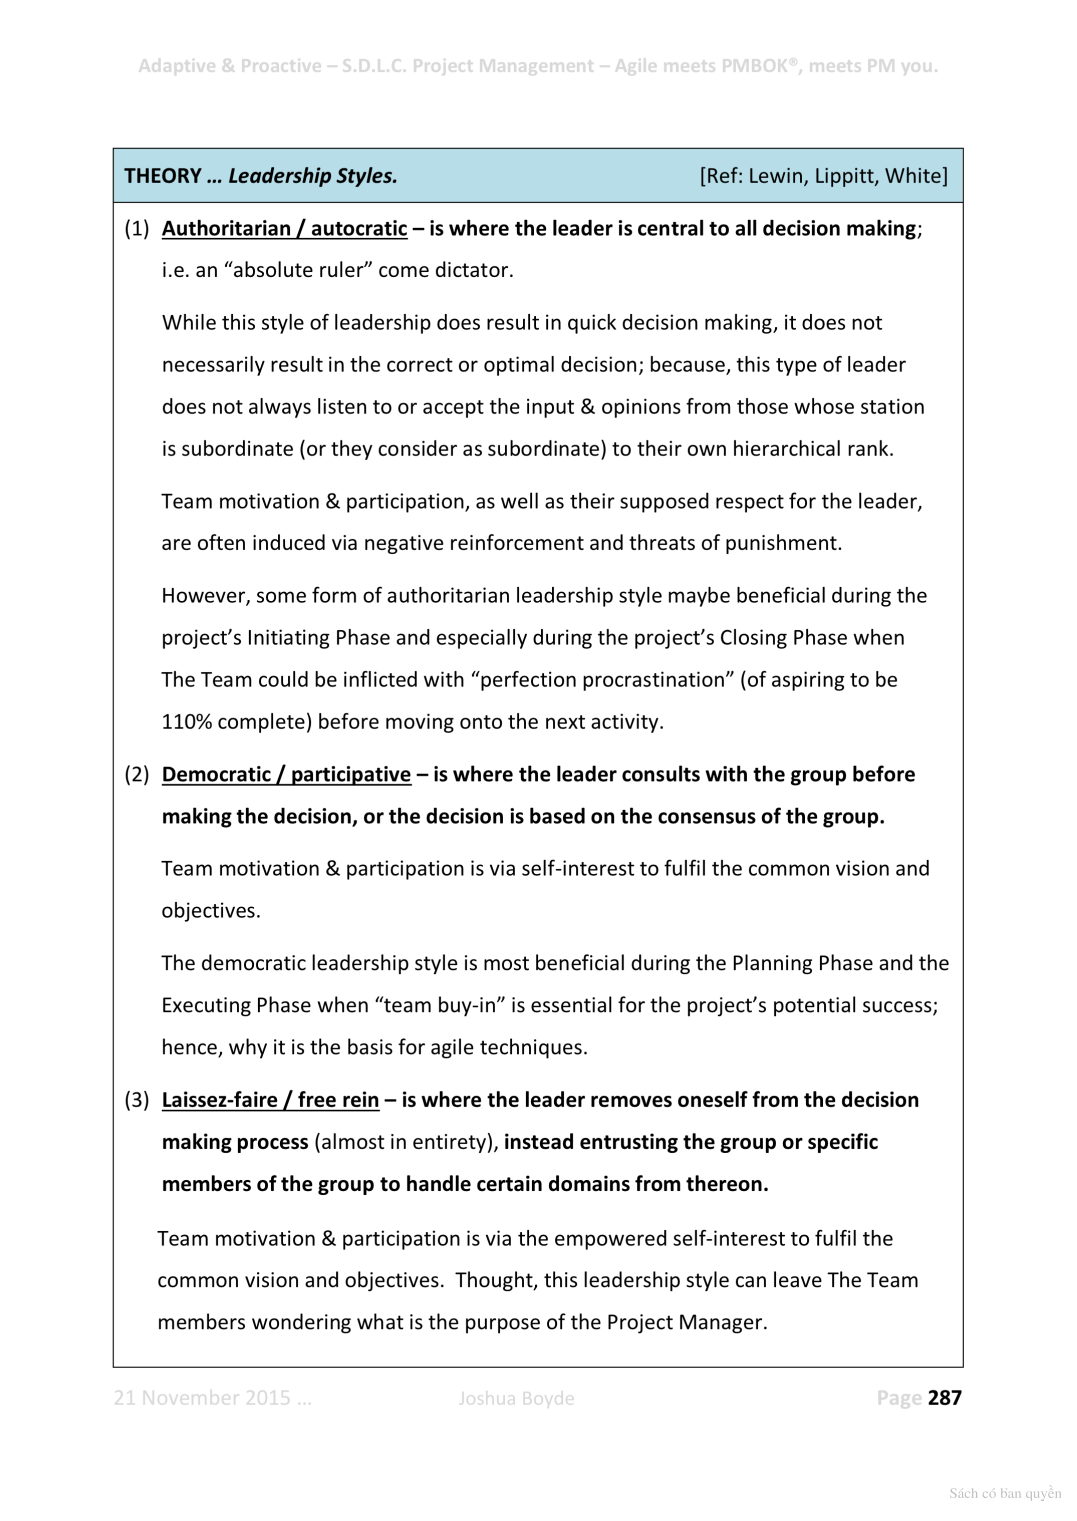 Adaptive & Proactive – S.D.L.C. Project Management – Agile meets PMBOK®, meets PM you.
THEORY … Leadership Styles. [Ref: Lewin, Lippitt, White]
(1) Authoritarian / autocratic – is where the leader is central to all decision making;
i.e. an “absolute ruler” come dictator.
While this style of leadership does result in quick decision making, it does not
necessarily result in the correct or optimal decision; because, this type of leader
does not always listen to or accept the input & opinions from those whose station
is subordinate (or they consider as subordinate) to their own hierarchical rank.
Team motivation & participation, as well as their supposed respect for the leader,
are often induced via negative reinforcement and threats of punishment.
However, some form of authoritarian leadership style maybe beneficial during the
project’s Initiating Phase and especially during the project’s Closing Phase when
The Team could be inflicted with “perfection procrastination” (of aspiring to be
110% complete) before moving onto the next activity.
(2) Democratic / participative – is where the leader consults with the group before
making the decision, or the decision is based on the consensus of the group.
Team motivation & participation is via self-interest to fulfil the common vision and
objectives.
The democratic leadership style is most beneficial during the Planning Phase and the
Executing Phase when “team buy-in” is essential for the project’s potential success;
hence, why it is the basis for agile techniques.
(3) Laissez-faire / free rein – is where the leader removes oneself from the decision
making process (almost in entirety), instead entrusting the group or specific
members of the group to handle certain domains from thereon.
Team motivation & participation is via the empowered self-interest to fulfil the
common vision and objectives.  Thought, this leadership style can leave The Team
members wondering what is the purpose of the Project Manager.
21 November 2015 … Joshua Boyde Page 287
Sách có bản quyền